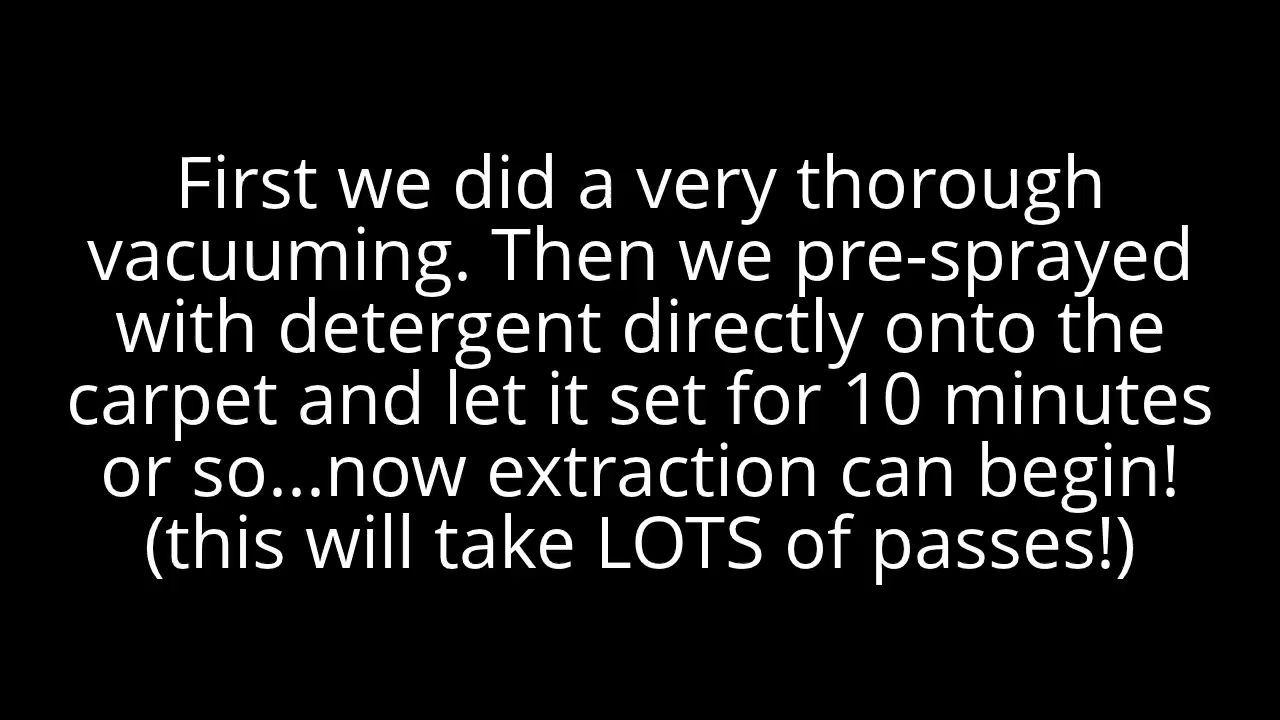 First we did a very thorough
vacuuming. Then we pre-sprayed
with detergent directly onto the
carpet and let it set for 10 minutes
or so...now extraction can begin!
(this will take LOTS of passes!)